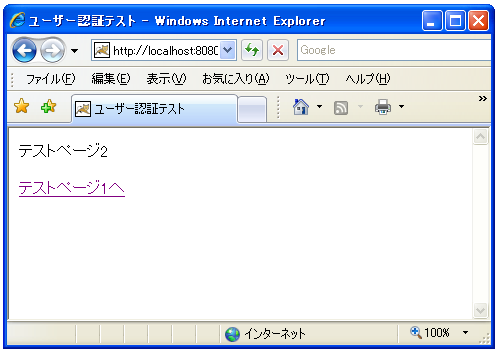 ユーザー認証テスト - Windows Internet Explorer
http://localhost:8080
Google
ファイル(F) 編集(E) 表示(V) お気に入り(A) ツール(T) ヘルプ(H)
ユーザー認証テスト
»
テストページ2
テストページ1へ
インターネット 100%